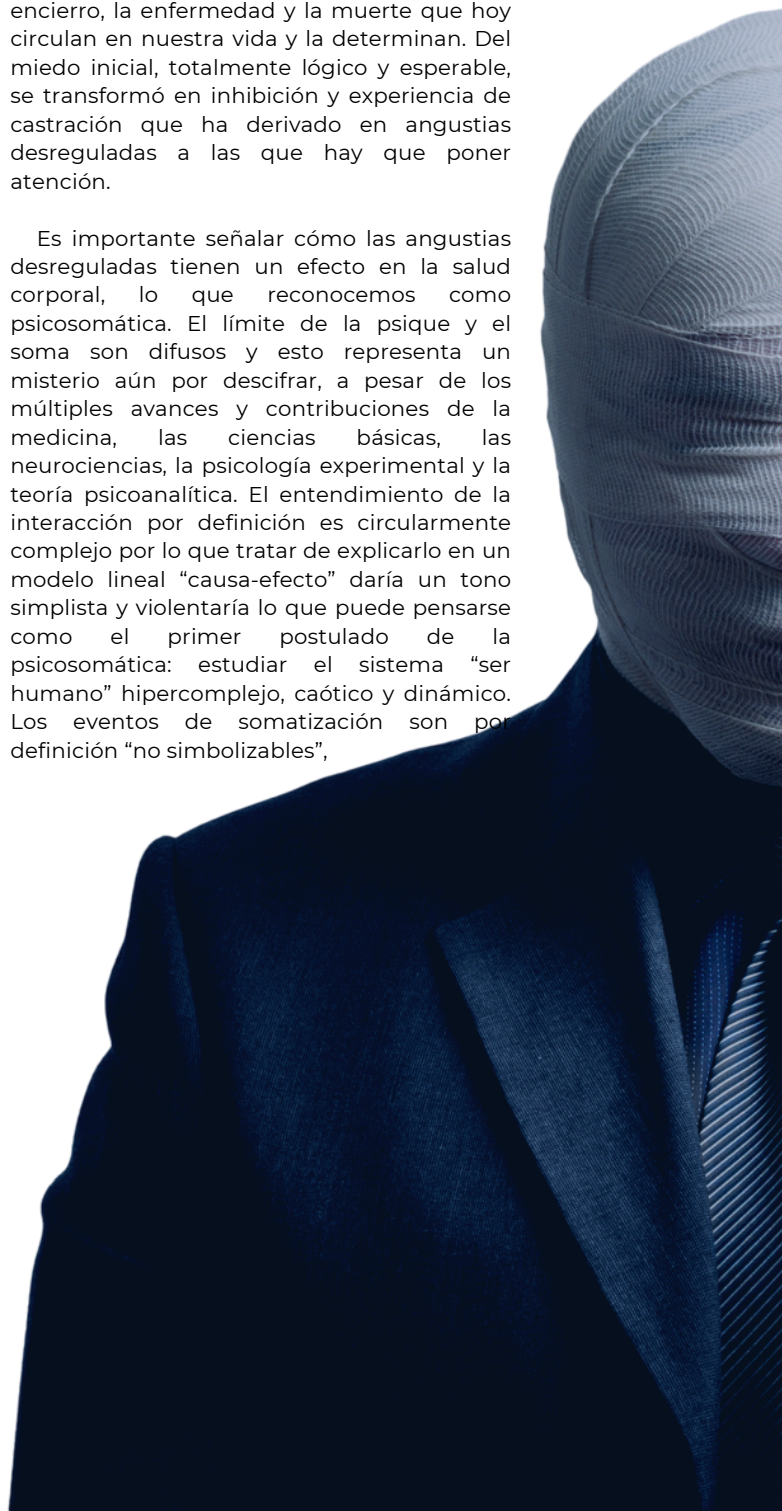 encierro, la enfermedad y la muerte que hoy
circulan en nuestra vida y la determinan. Del
miedo inicial, totalmente lógico y esperable,
se transformó en inhibición y experiencia de
castración que ha derivado en angustias
desreguladas a las que hay que poner
atención.
Es importante señalar cómo las angustias
desreguladas tienen un efecto en la salud
corporal, lo que reconocemos como
psicosomática. El límite de la psique y el
soma son difusos y esto representa un
misterio aún por descifrar, a pesar de los
múltiples avances y contribuciones de la
medicina, las ciencias básicas, las
neurociencias, la psicología experimental y la
teoría psicoanalítica. El entendimiento de la
interacción por definición es circularmente
complejo por lo que tratar de explicarlo en un
modelo lineal “causa-efecto” daría un tono
simplista y violentaría lo que puede pensarse
como el primer postulado de la
psicosomática: estudiar el sistema “ser
humano” hipercomplejo, caótico y dinámico.
Los eventos de somatización son por
definición “no simbolizables”,